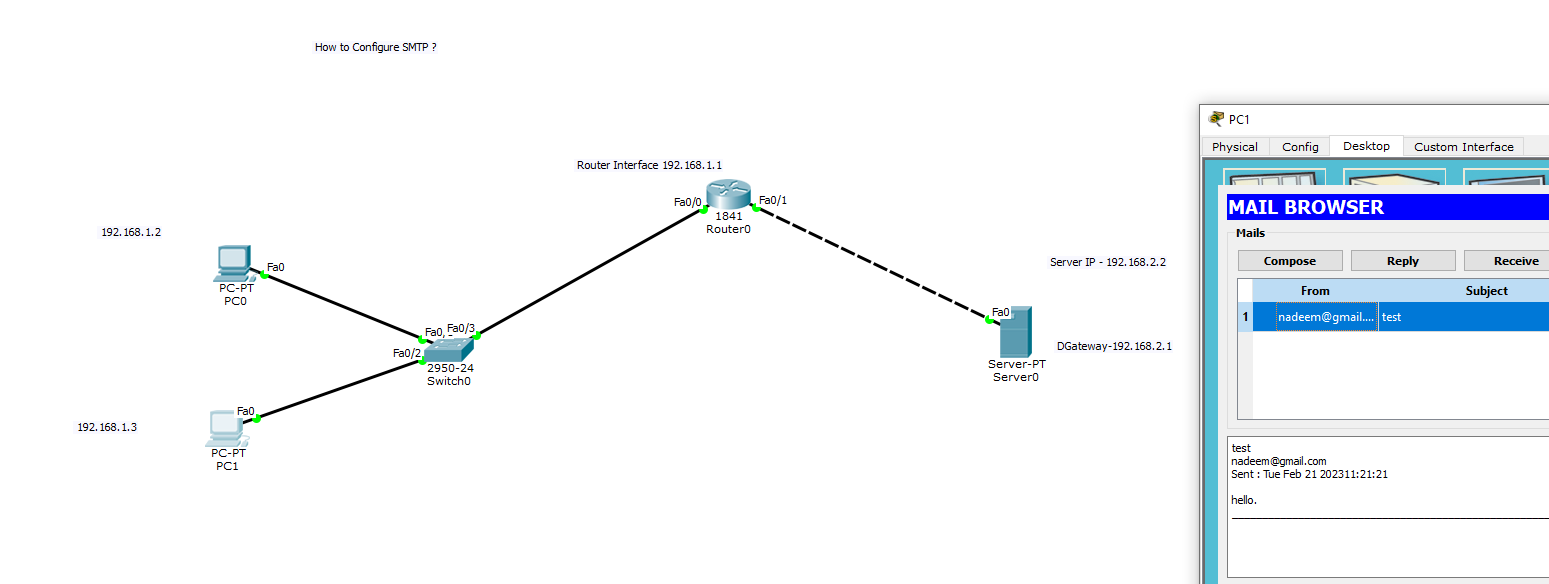 How to Configure SMTP ?
Router Interface 192.168.1.1
Fa0/0
Fa0/1
1841
Router0
192.168.1.2
Fa0
PC-PT
PC0
Fa0/3
Fa0/2
2950-24
Switch0
192.168.1.3
Fa0
PC-PT
PC1
Server IP - 192.168.2.2
Fa0
Server-PT
Server0
DGateway-192.168.2.1
PC1
Physical Config Desktop Custom Interface
MAIL BROWSER
Mails
Compose Reply Receive
From Subject
1 nadeem@gmail.... test
test
nadeem@gmail.com
Sent : Tue Feb 21 202311:21:21
hello.